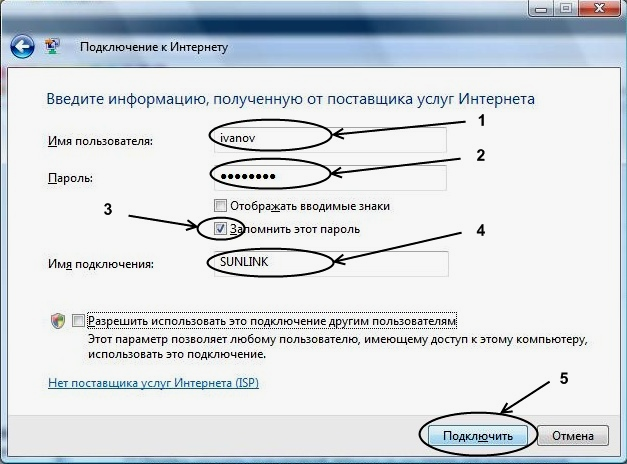 Подключение к Интернету
Введите информацию, полученную от поставщика услуг Интернета
1
Имя пользователя: ivanov
2
Пароль: ●●●●●●●●
Отображать вводимые знаки
3
Запомнить этот пароль
4
Имя подключения: SUNLINK
Разрешить использовать это подключение другим пользователям
Этот параметр позволяет любому пользователю, имеющему доступ к этому компьютеру,
использовать это подключение.
Нет поставщика услуг Интернета (ISP)
5
Подключить Отмена